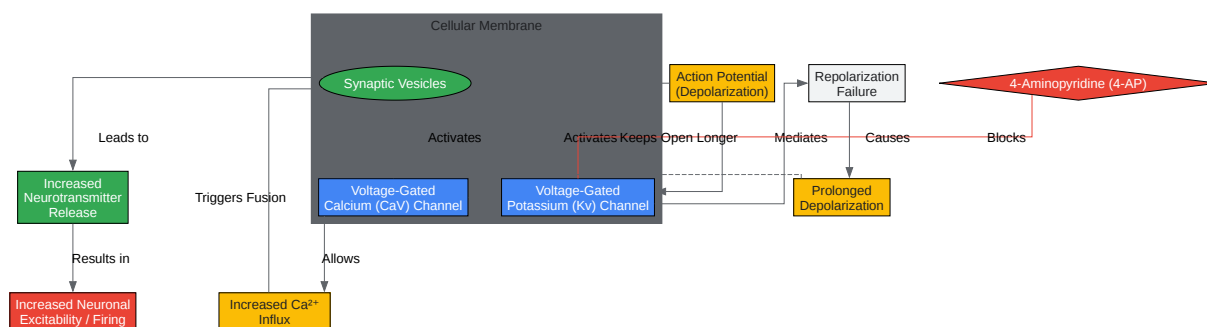 Cellular Membrane
Synaptic Vesicles
Action Potential
(Depolarization)
Repolarization
Failure
4-Aminopyridine (4-AP)
Leads to
Activates
Activates
Keeps Open Longer
Mediates
Causes
Blocks
Increased
Neurotransmitter
Release
Triggers Fusion
Voltage-Gated
Calcium (CaV) Channel
Voltage-Gated
Potassium (Kv) Channel
Prolonged
Depolarization
Results in
Allows
Increased Neuronal
Excitability / Firing
Increased Ca²⁺
Influx